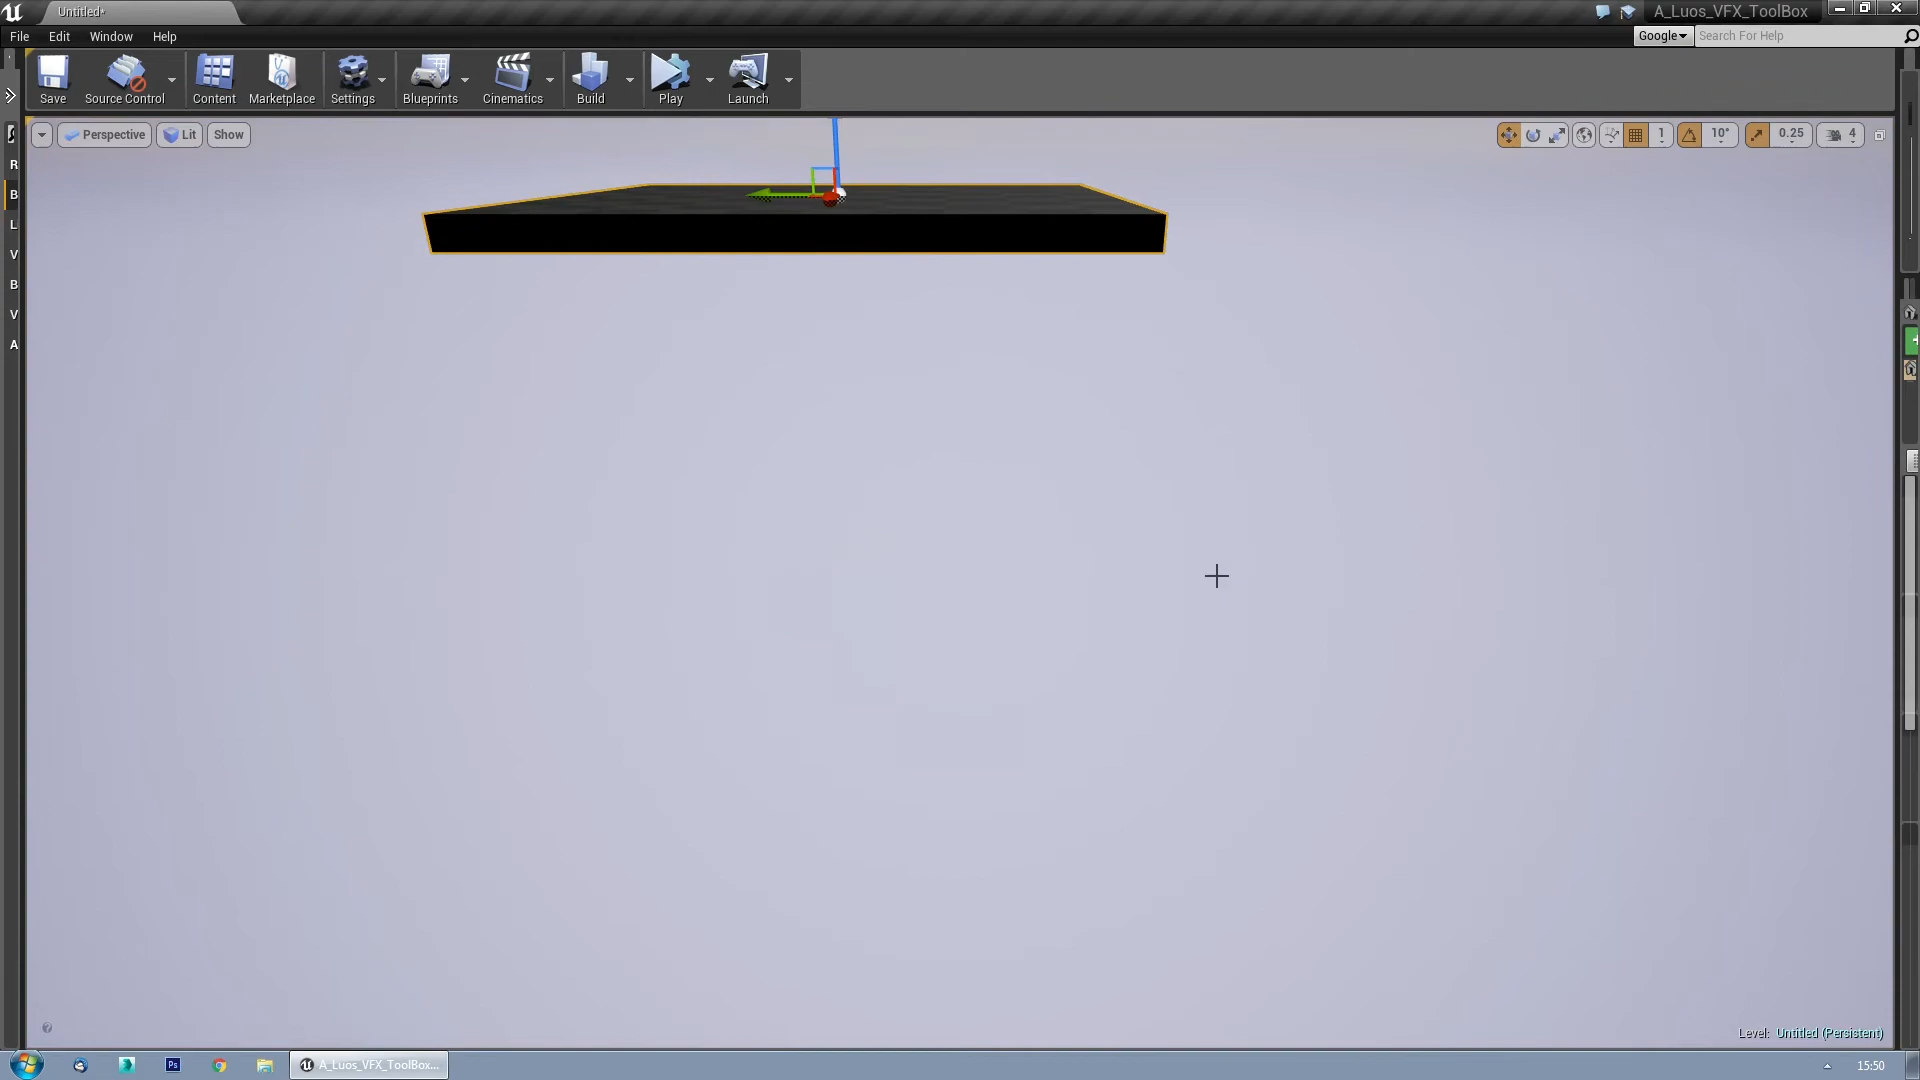 Untitled*
A_Luos_VFX_ToolBox
File Edit Window Help
Google Search For Help
Save Source Control Content Marketplace Settings Blueprints Cinematics Build Play Launch
Perspective Lit Show
1 10° 0.25 4
R
B
L
V
B
V
A
Level: Untitled (Persistent)
Ps A_Luos_VFX_ToolBox... 15:50